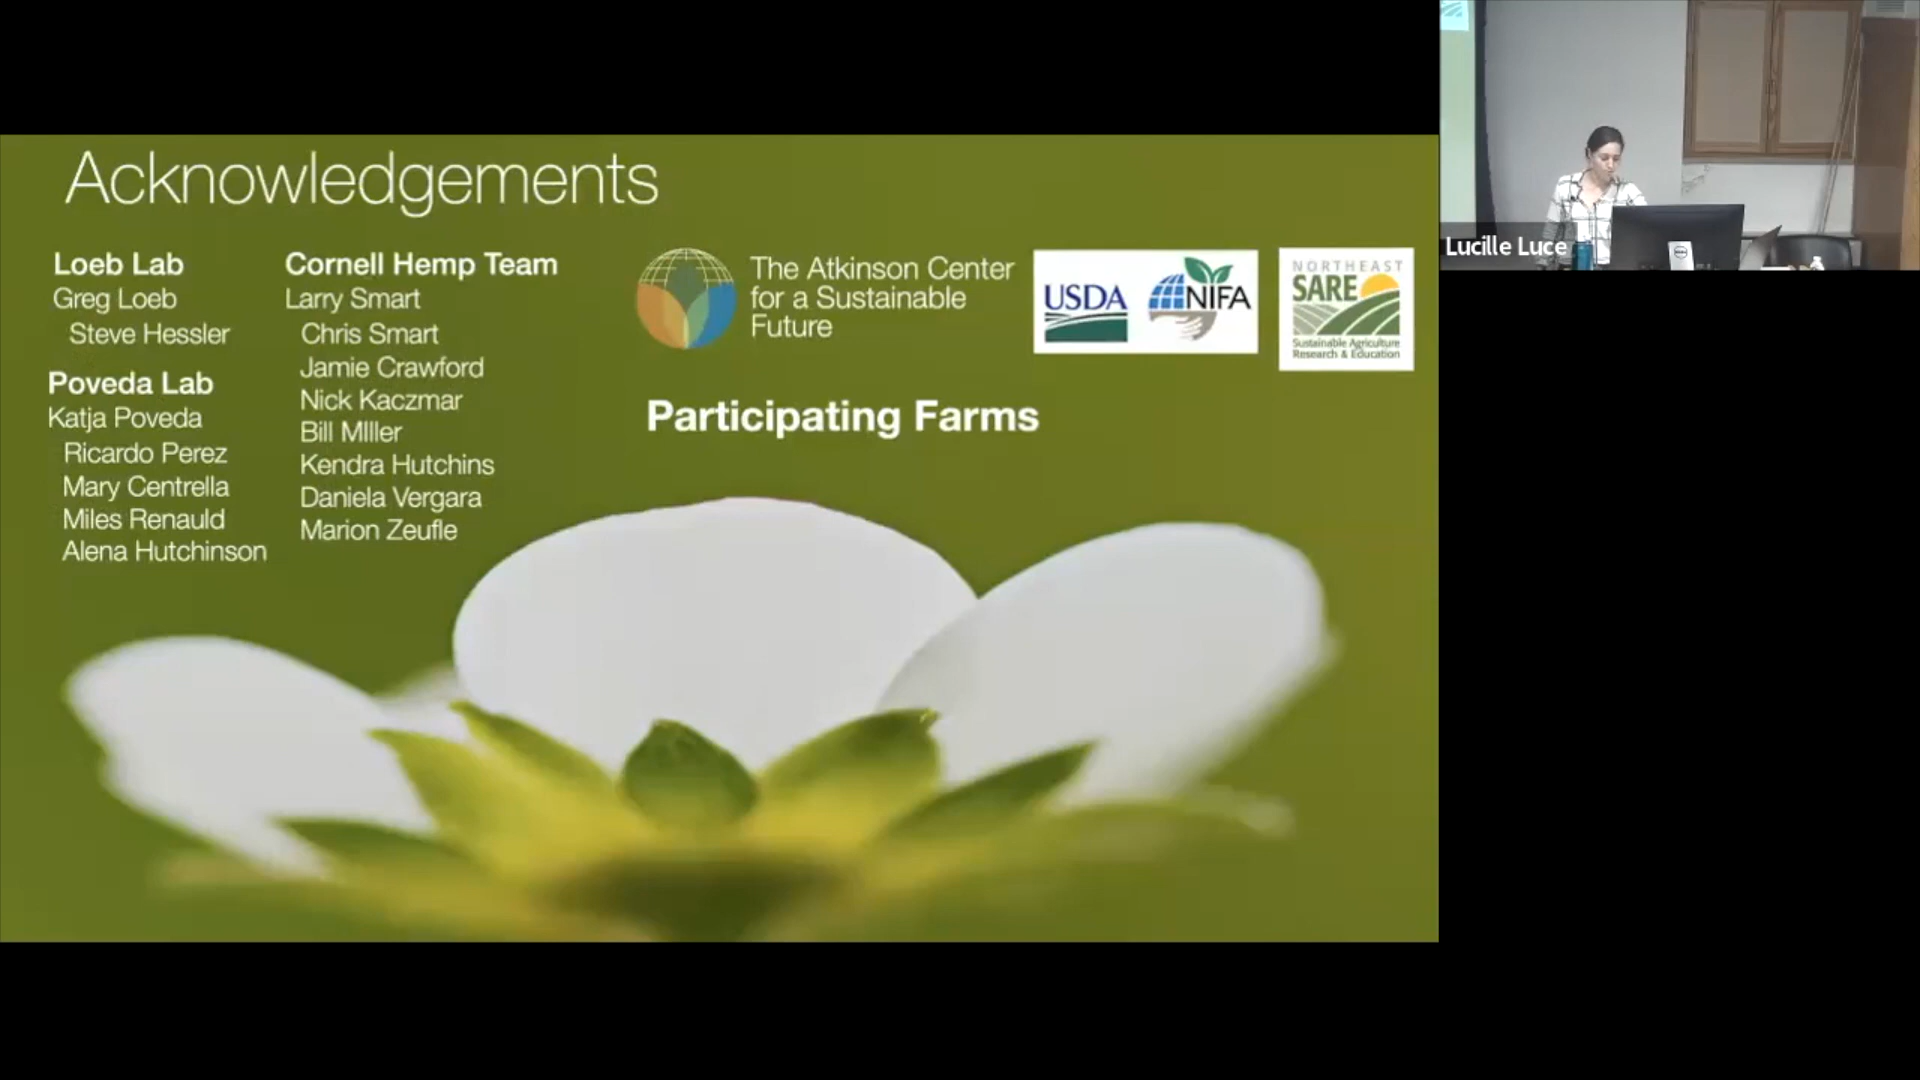 Acknowledgements
Loeb Lab
Greg Loeb
Steve Hessler
Poveda Lab
Katja Poveda
Ricardo Perez
Mary Centrella
Miles Renauld
Alena Hutchinson
Cornell Hemp Team
Larry Smart
Chris Smart
Jamie Crawford
Nick Kaczmar
Bill MIller
Kendra Hutchins
Daniela Vergara
Marion Zeufle
The Atkinson Center
for a Sustainable
Future
USDA
NIFA
NORTHEAST
SARE
Sustainable Agriculture
Research & Education
Participating Farms
Lucille Luce